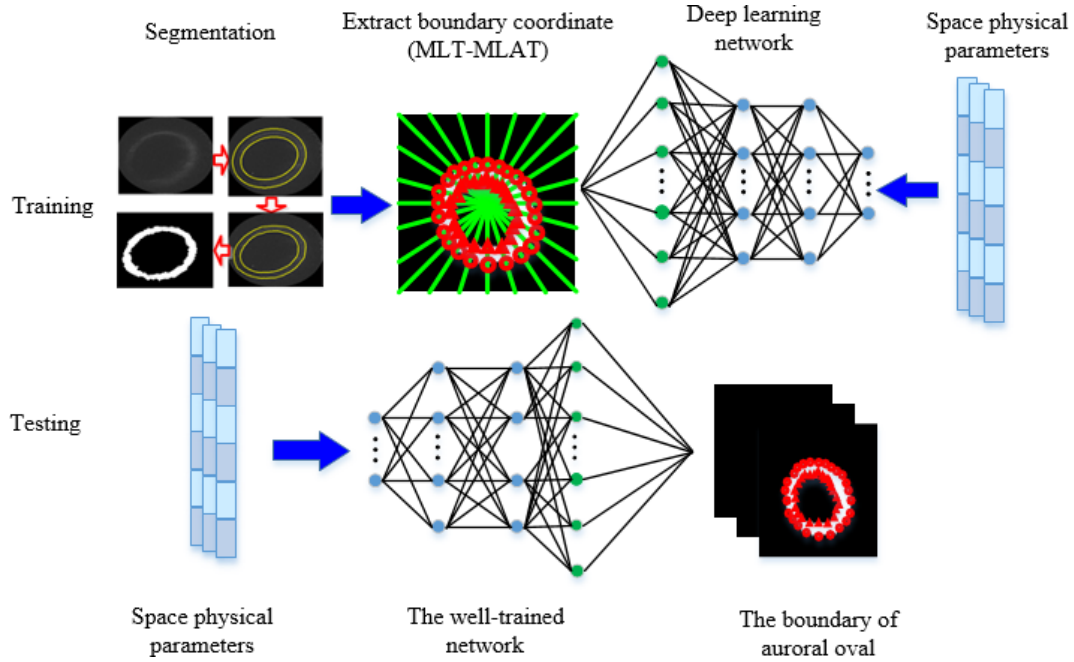 Segmentation
Extract boundary coordinate
(MLT-MLAT)
Deep learning
network
Space physical
parameters
Training
Testing
Space physical
parameters
The well-trained
network
The boundary of
auroral oval